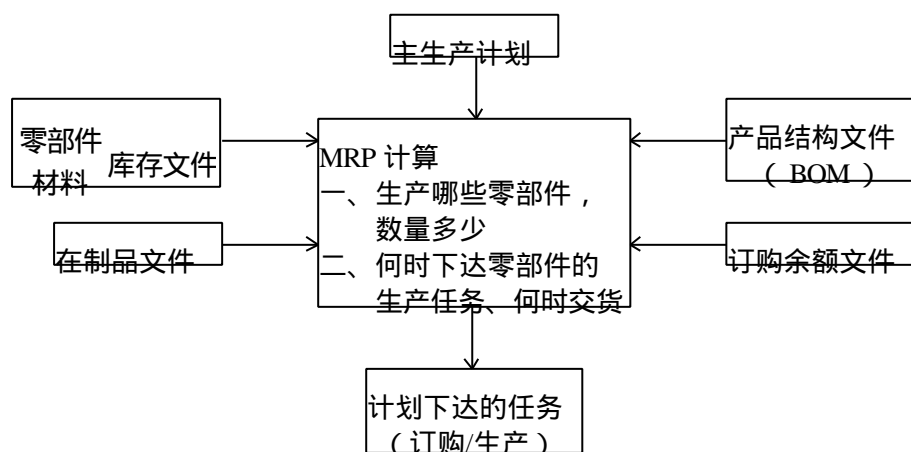 主生产计划
零部件
材料
库存文件
在制品文件
MRP 计算
一、生产哪些零部件，
数量多少
二、何时下达零部件的
生产任务、何时交货
产品结构文件
（ BOM ）
订购余额文件
计划下达的任务
（订购/生产）